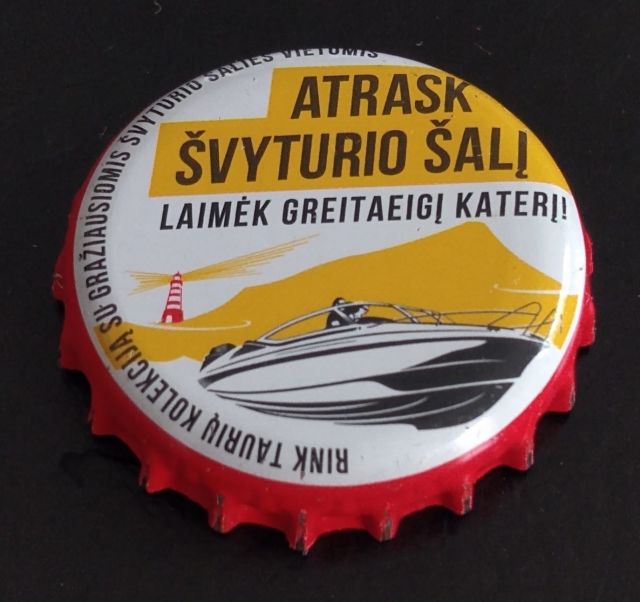 ATRASK
ŠVYTURIO ŠALĮ
LAIMĖK GREITAEIGĮ KATERĮ!
RINK TAURIŲ KOLEKCIJĄ SU GRAŽIAUSIOMIS ŠVYTURIO ŠALIES VIETOMIS